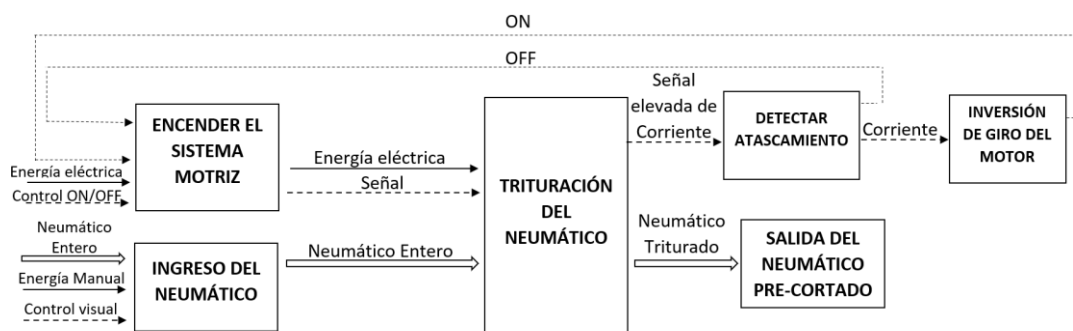 ON
OFF
ENCENDER EL
SISTEMA
MOTRIZ
Energía eléctrica
Control ON/OFF
Energía eléctrica
Señal
Neumático
Entero
Energía Manual
Control visual
INGRESO DEL
NEUMÁTICO
Neumático Entero
TRITURACIÓN
DEL
NEUMÁTICO
Señal
elevada de
Corriente
DETECTAR
ATASCAMIENTO
Corriente
INVERSIÓN
DE GIRO DEL
MOTOR
Neumático
Triturado
SALIDA DEL
NEUMÁTICO
PRE-CORTADO